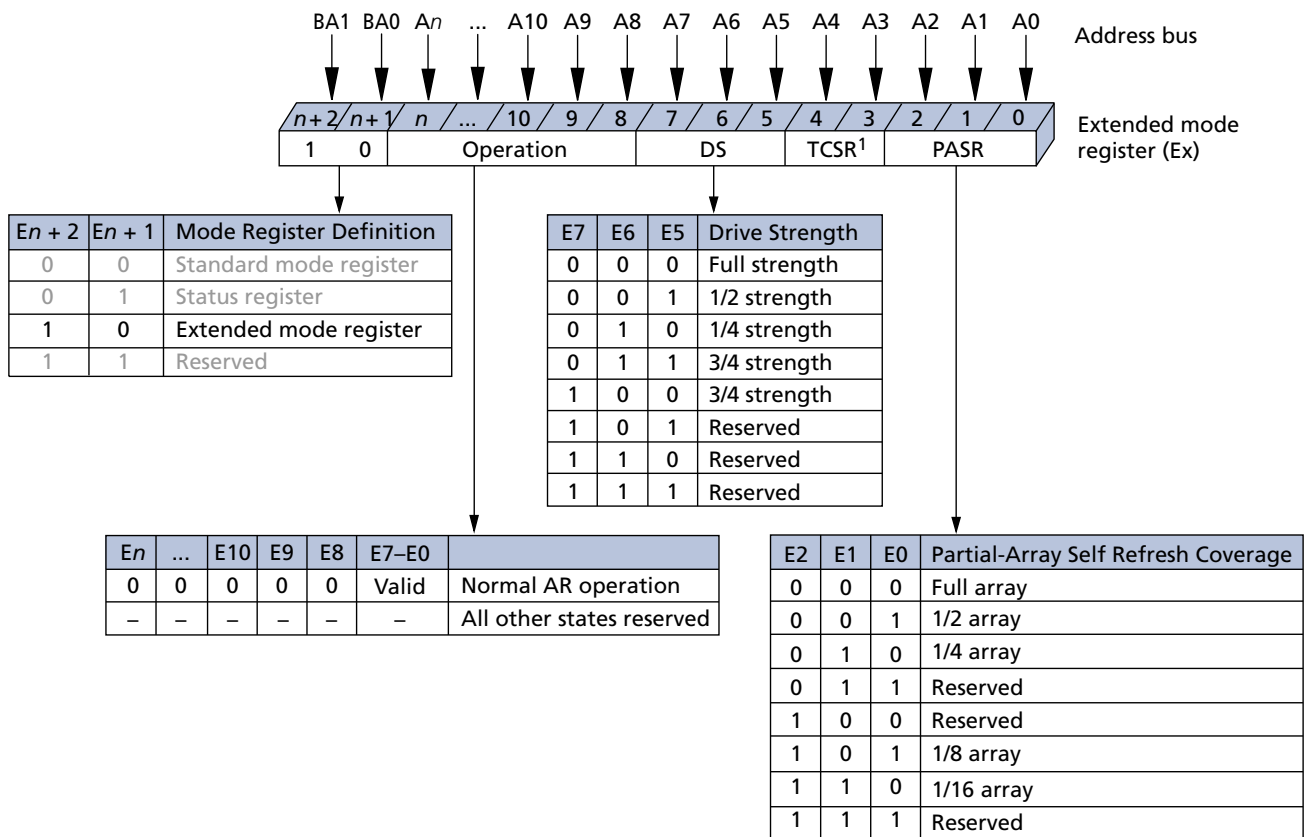 BA1 BA0 An ... A10 A9 A8 A7 A6 A5 A4 A3 A2 A1 A0
Address bus
n + 2 n + 1 n ... 10 9 8 7 6 5 4 3 2 1 0
1 0 Operation DS TCSR1 PASR
Extended mode
register (Ex)
En + 2 En + 1 Mode Register Definition
0 0 Standard mode register
0 1 Status register
1 0 Extended mode register
1 1 Reserved
E7 E6 E5 Drive Strength
0 0 0 Full strength
0 0 1 1/2 strength
0 1 0 1/4 strength
0 1 1 3/4 strength
1 0 0 3/4 strength
1 0 1 Reserved
1 1 0 Reserved
1 1 1 Reserved
En ... E10 E9 E8 E7–E0
0 0 0 0 0 Valid Normal AR operation
– – – – – – All other states reserved
E2 E1 E0 Partial-Array Self Refresh Coverage
0 0 0 Full array
0 0 1 1/2 array
0 1 0 1/4 array
0 1 1 Reserved
1 0 0 Reserved
1 0 1 1/8 array
1 1 0 1/16 array
1 1 1 Reserved